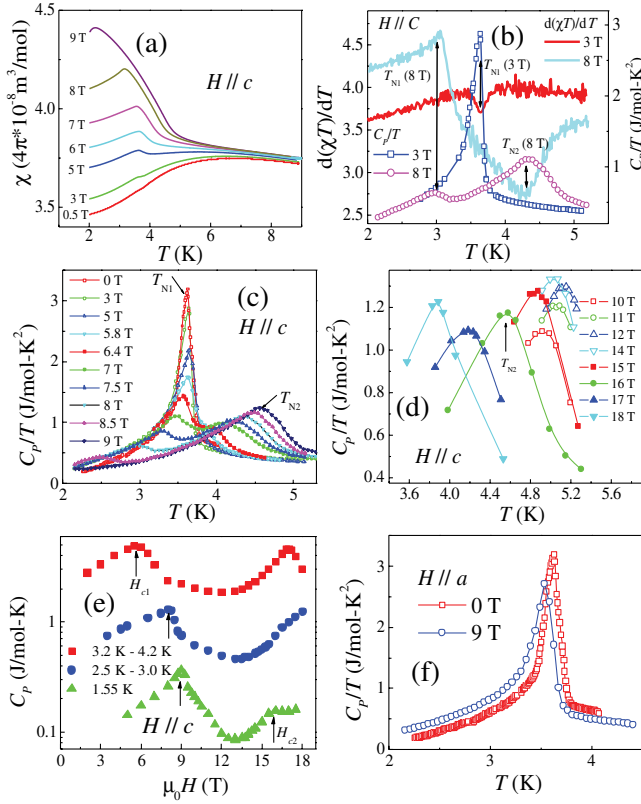 (a)
H // c
9 T
8 T
7 T
6 T
5 T
3 T
0.5 T
4.5
4.0
3.5
χ (4π*10⁻⁸ m³/mol)
0 2 4 6 8
T (K)
(b)
H // C
d(χT)/dT
3 T
8 T
T_N1 (8 T)
T_N1 (3 T)
T_N2 (8 T)
C_P/T
3 T
8 T
4.5
4.0
3.5
3.0
2.5
d(χT)/dT
3
2
1
0
C_P/T (J/mol-K²)
2 3 4 5
T (K)
(c)
H // c
0 T
3 T
5 T
5.8 T
6.4 T
7 T
7.5 T
8 T
8.5 T
9 T
T_N1
T_N2
3
2
1
0
C_P/T (J/mol-K²)
2 3 4 5
T (K)
(d)
H // c
T_N2
10 T
11 T
12 T
14 T
15 T
16 T
17 T
18 T
1.2
1.0
0.8
0.6
0.4
C_P/T (J/mol-K²)
3.6 4.0 4.4 4.8 5.2 5.6 6.0
T (K)
(e)
H_c1
3.2 K - 4.2 K
2.5 K - 3.0 K
1.55 K
H // c
H_c2
1
0.1
C_P (J/mol-K)
0 3 6 9 12 15 18
μ₀H (T)
(f)
H // a
0 T
9 T
3
2
1
0
C_P/T (J/mol-K²)
2 3 4
T (K)